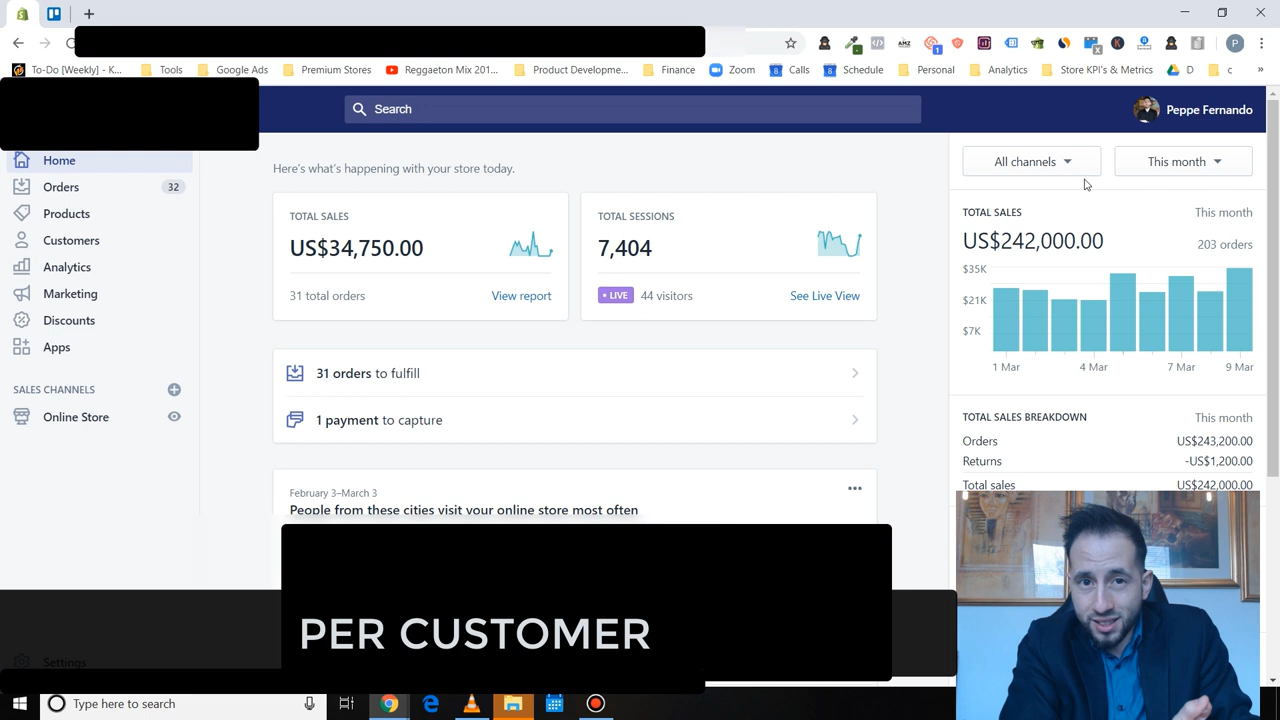 To-Do [Weekly] - K...
Tools
Google Ads
Premium Stores
Reggaeton Mix 201...
Product Developme...
Finance
Zoom
Calls
Schedule
Personal
Analytics
Store KPI's & Metrics
D
c
»
Search
Peppe Fernando
Home
Orders
32
Products
Customers
Analytics
Marketing
Discounts
Apps
SALES CHANNELS
Online Store
Settings
Here's what's happening with your store today.
TOTAL SALES
US$34,750.00
31 total orders
View report
TOTAL SESSIONS
7,404
• LIVE
44 visitors
See Live View
31 orders to fulfill
1 payment to capture
February 3–March 3
People from these cities visit your online store most often
All channels
This month
TOTAL SALES
This month
US$242,000.00
203 orders
$35K
$21K
$7K
1 Mar
4 Mar
7 Mar
9 Mar
TOTAL SALES BREAKDOWN
This month
Orders
US$243,200.00
Returns
-US$1,200.00
Total sales
US$242,000.00
PER CUSTOMER
Type here to search